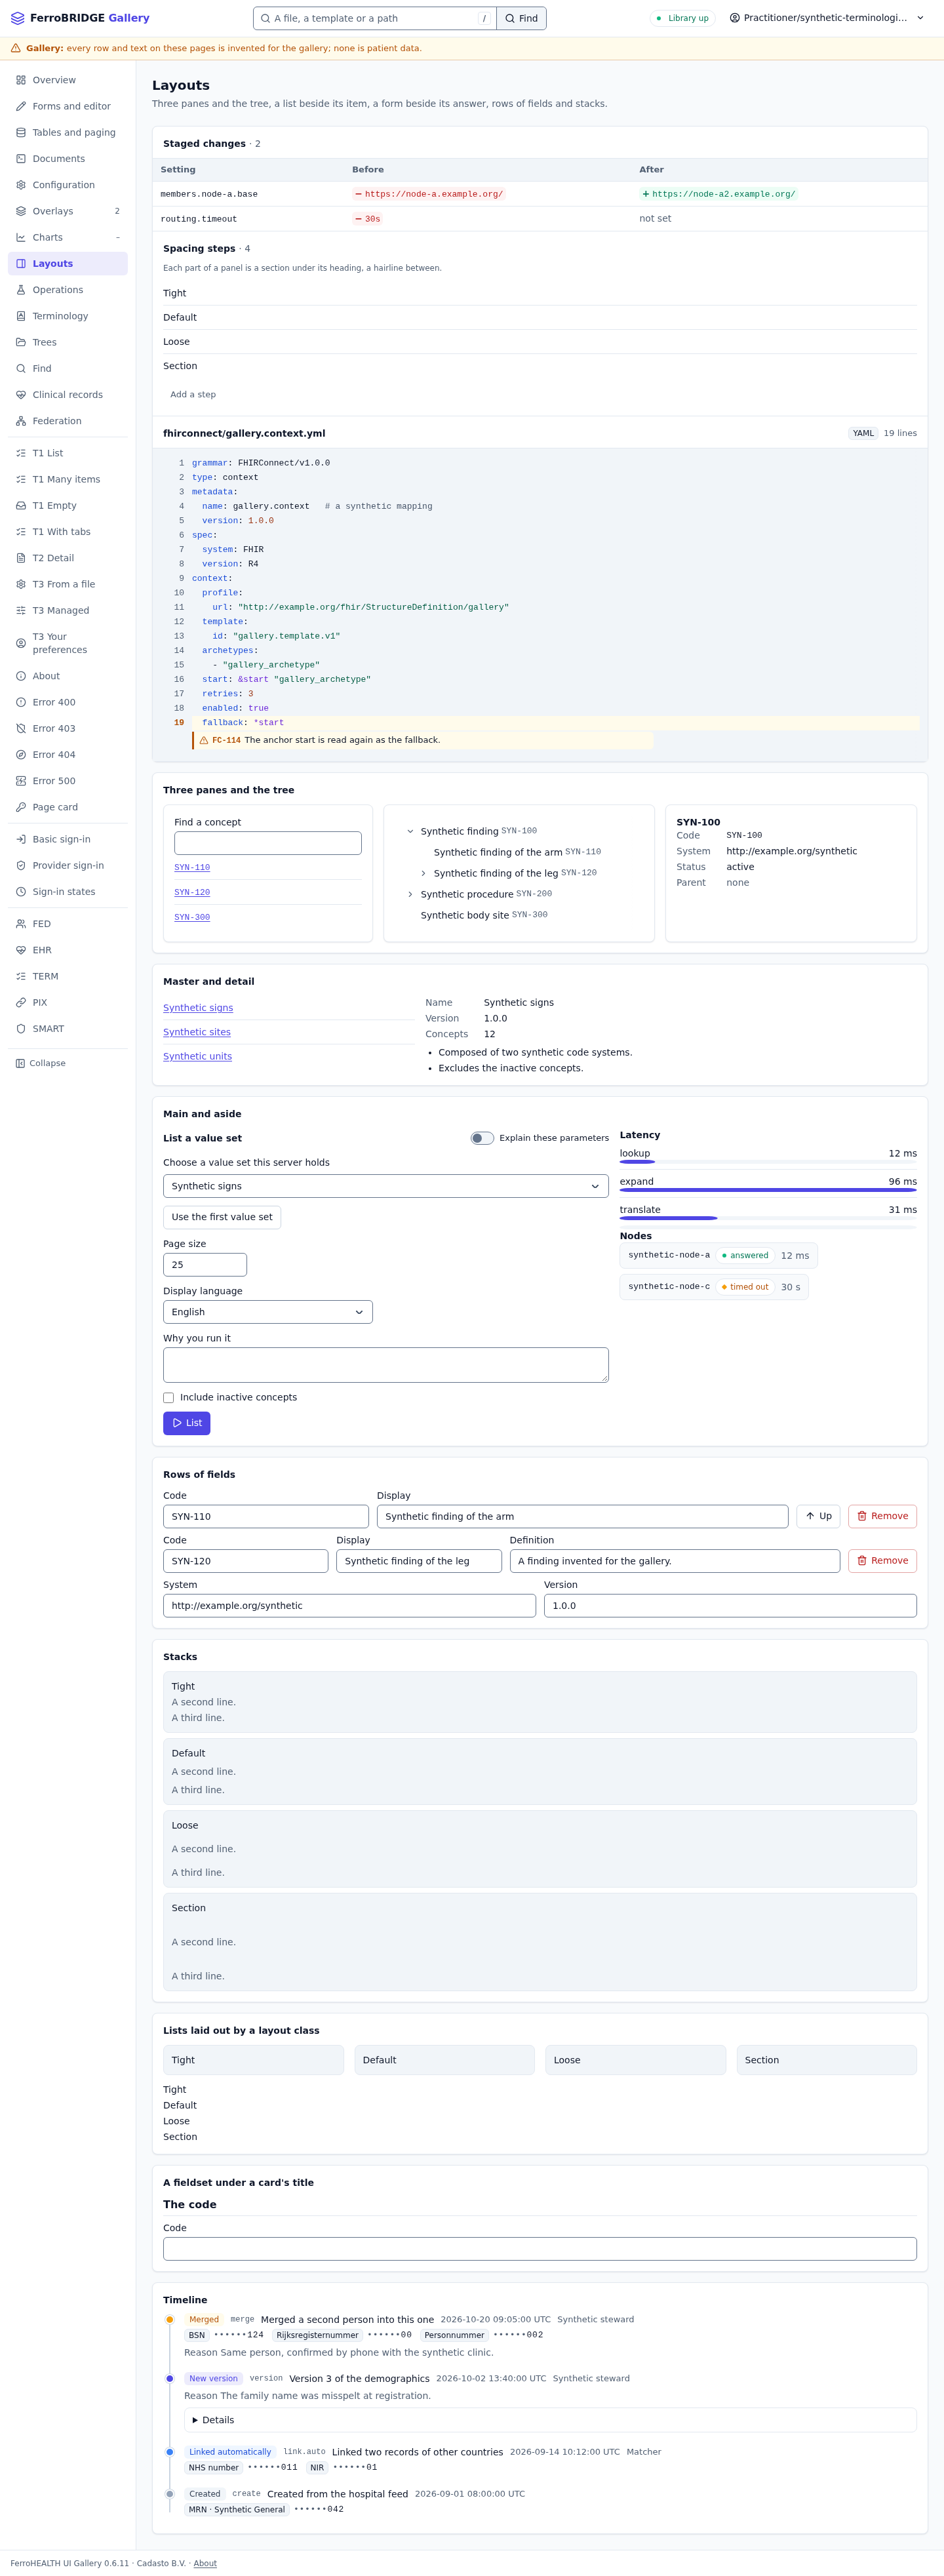 FerroBRIDGE Gallery
A file, a template or a path / Find
Library up
Practitioner/synthetic-terminologi…
Gallery: every row and text on these pages is invented for the gallery; none is patient data.
Overview
Forms and editor
Tables and paging
Documents
Configuration
Overlays 2
Charts –
Layouts
Operations
Terminology
Trees
Find
Clinical records
Federation
T1 List
T1 Many items
T1 Empty
T1 With tabs
T2 Detail
T3 From a file
T3 Managed
T3 Your
preferences
About
Error 400
Error 403
Error 404
Error 500
Page card
Basic sign-in
Provider sign-in
Sign-in states
FED
EHR
TERM
PIX
SMART
Collapse
Layouts
Three panes and the tree, a list beside its item, a form beside its answer, rows of fields and stacks.
Staged changes · 2
Setting Before After
members.node-a.base − https://node-a.example.org/ + https://node-a2.example.org/
routing.timeout − 30s not set
Spacing steps · 4
Each part of a panel is a section under its heading, a hairline between.
Tight
Default
Loose
Section
Add a step
fhirconnect/gallery.context.yml YAML 19 lines
1 grammar: FHIRConnect/v1.0.0
2 type: context
3 metadata:
4 name: gallery.context # a synthetic mapping
5 version: 1.0.0
6 spec:
7 system: FHIR
8 version: R4
9 context:
10 profile:
11 url: "http://example.org/fhir/StructureDefinition/gallery"
12 template:
13 id: "gallery.template.v1"
14 archetypes:
15 - "gallery_archetype"
16 start: &start "gallery_archetype"
17 retries: 3
18 enabled: true
19 fallback: *start
FC-114 The anchor start is read again as the fallback.
Three panes and the tree
Find a concept
SYN-110
SYN-120
SYN-300
Synthetic finding SYN-100
Synthetic finding of the arm SYN-110
Synthetic finding of the leg SYN-120
Synthetic procedure SYN-200
Synthetic body site SYN-300
SYN-100
Code SYN-100
System http://example.org/synthetic
Status active
Parent none
Master and detail
Synthetic signs
Synthetic sites
Synthetic units
Name Synthetic signs
Version 1.0.0
Concepts 12
• Composed of two synthetic code systems.
• Excludes the inactive concepts.
Main and aside
List a value set Explain these parameters
Choose a value set this server holds
Synthetic signs
Use the first value set
Page size
25
Display language
English
Why you run it
Include inactive concepts
List
Latency
lookup 12 ms
expand 96 ms
translate 31 ms
Nodes
synthetic-node-a answered 12 ms
synthetic-node-c timed out 30 s
Rows of fields
Code Display
SYN-110 Synthetic finding of the arm Up Remove
Code Display Definition
SYN-120 Synthetic finding of the leg A finding invented for the gallery. Remove
System Version
http://example.org/synthetic 1.0.0
Stacks
Tight
A second line.
A third line.
Default
A second line.
A third line.
Loose
A second line.
A third line.
Section
A second line.
A third line.
Lists laid out by a layout class
Tight Default Loose Section
Tight
Default
Loose
Section
A fieldset under a card's title
The code
Code
Timeline
Merged merge Merged a second person into this one 2026-10-20 09:05:00 UTC Synthetic steward
BSN ••••••124 Rijksregisternummer ••••••00 Personnummer ••••••002
Reason Same person, confirmed by phone with the synthetic clinic.
New version version Version 3 of the demographics 2026-10-02 13:40:00 UTC Synthetic steward
Reason The family name was misspelt at registration.
Details
Linked automatically link.auto Linked two records of other countries 2026-09-14 10:12:00 UTC Matcher
NHS number ••••••011 NIR ••••••01
Created create Created from the hospital feed 2026-09-01 08:00:00 UTC
MRN · Synthetic General ••••••042
FerroHEALTH UI Gallery 0.6.11 · Cadasto B.V. · About